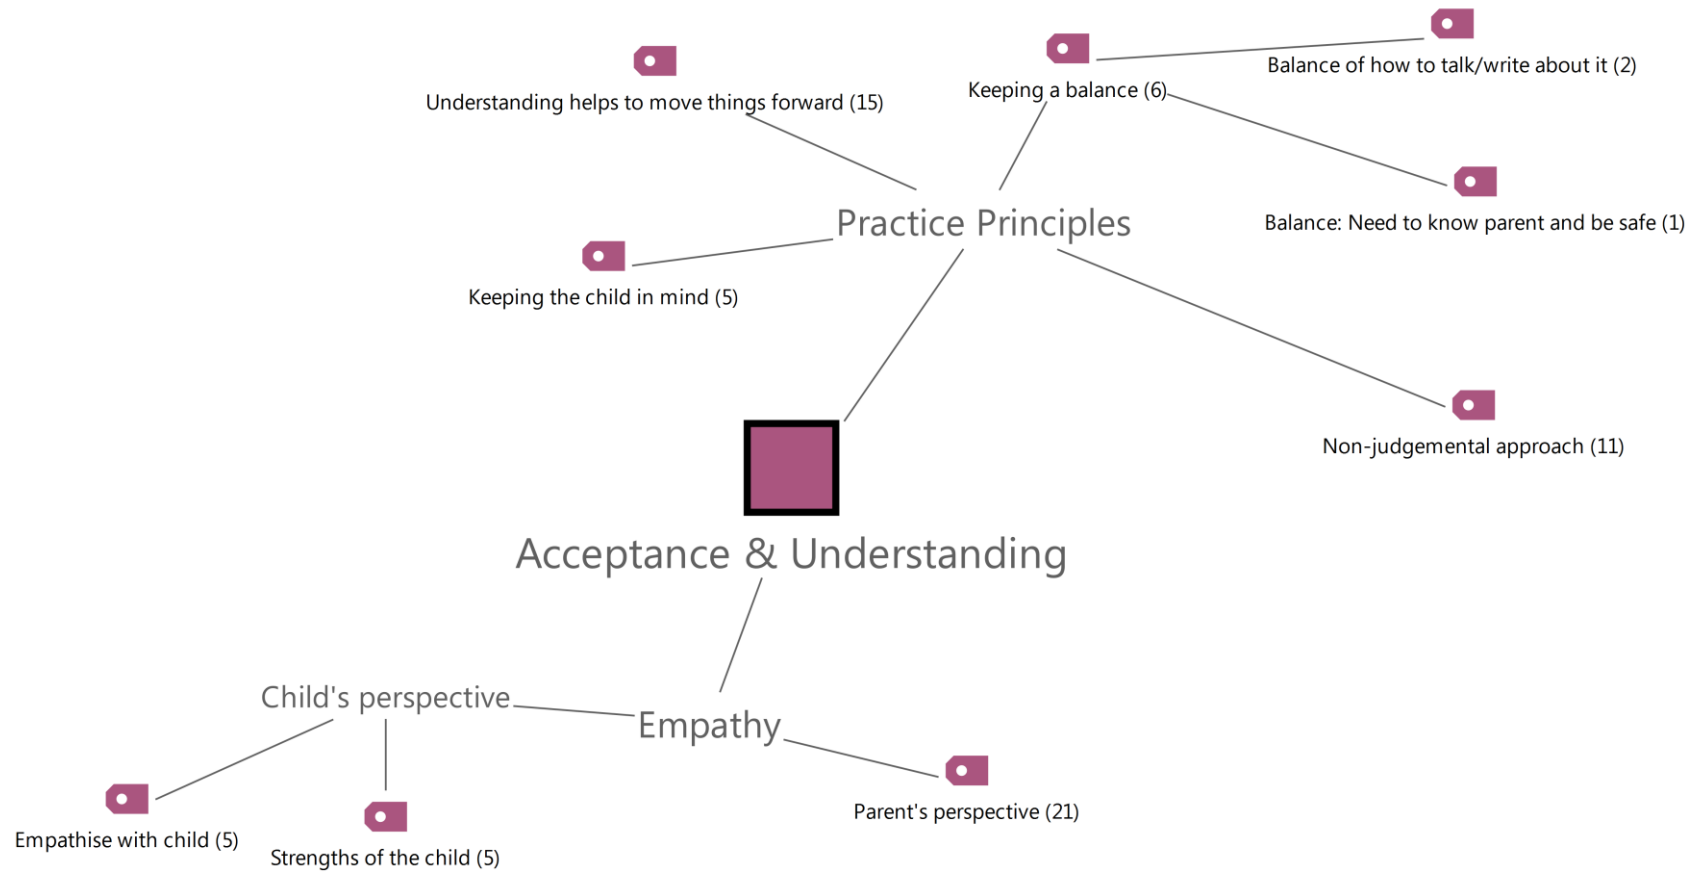 Balance of how to talk/write about it (2)
Keeping a balance (6)
Understanding helps to move things forward (15)
Practice Principles
Balance: Need to know parent and be safe (1)
Keeping the child in mind (5)
Non-judgemental approach (11)
Acceptance & Understanding
Child's perspective
Empathy
Parent's perspective (21)
Empathise with child (5)
Strengths of the child (5)